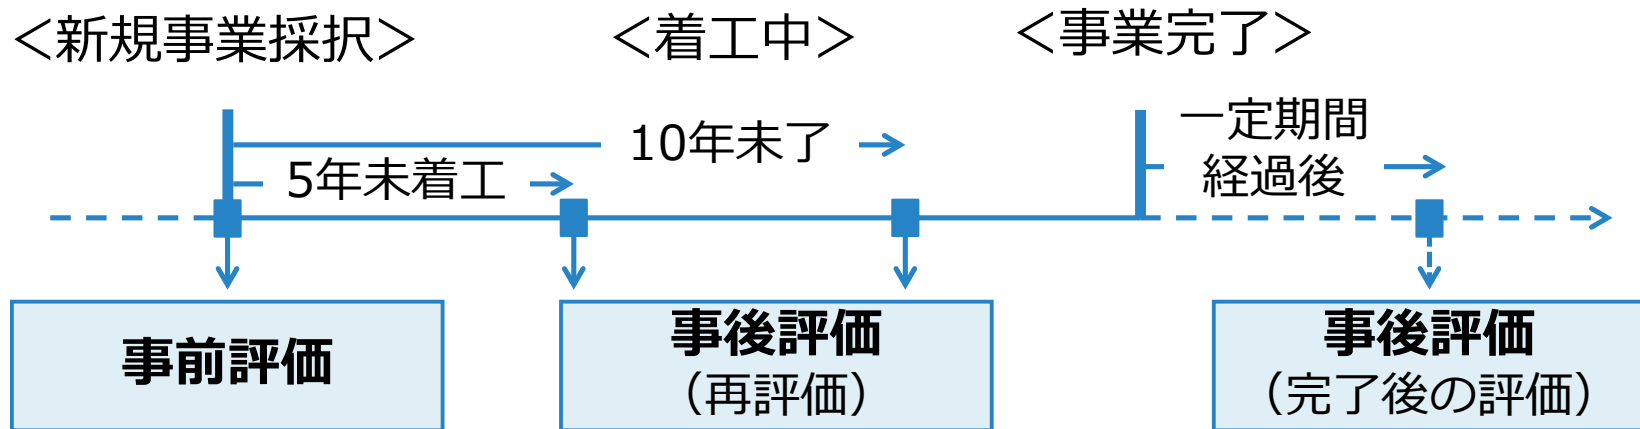 ＜新規事業採択＞
＜着工中＞
＜事業完了＞
10年未了
5年未着工
一定期間
経過後
事前評価
事後評価
（再評価）
事後評価
（完了後の評価）